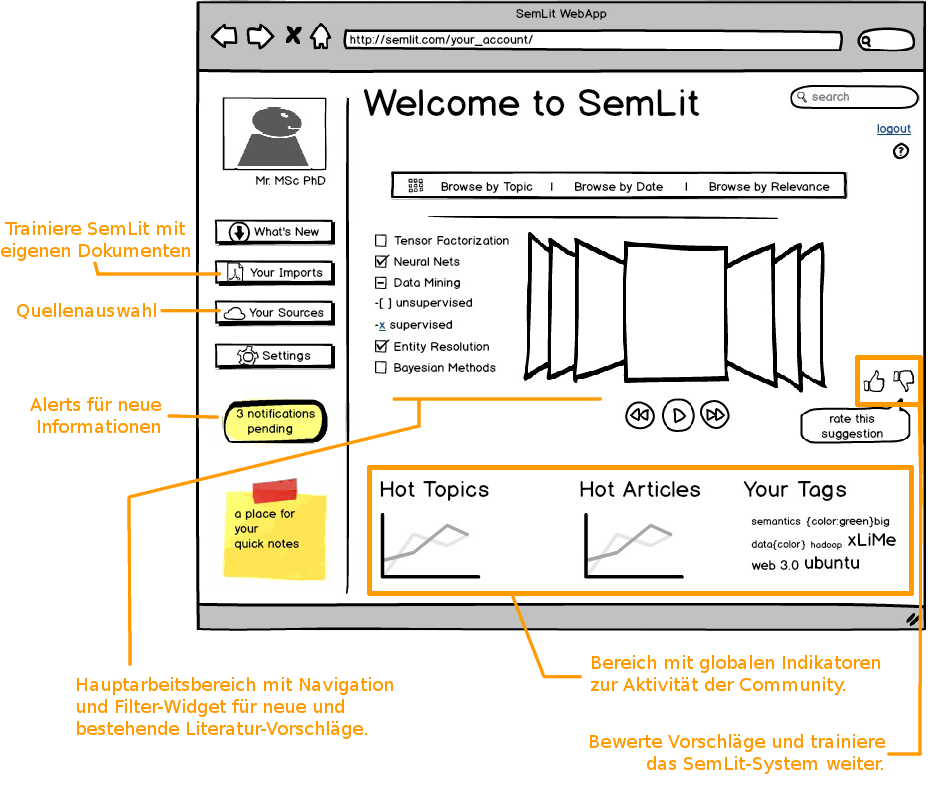 SemLit WebApp
http://semlit.com/your_account/
Welcome to SemLit
search
logout
?
Mr. MSc PhD
Browse by Topic | Browse by Date | Browse by Relevance
Trainiere SemLit mit
eigenen Dokumenten
Quellenauswahl
Alerts für neue
Informationen
What's New
Your Imports
Your Sources
Settings
3 notifications
pending
a place for
your
quick notes
Tensor Factorization
Neural Nets
Data Mining
-[ ] unsupervised
-x supervised
Entity Resolution
Bayesian Methods
rate this
suggestion
Hot Topics
Hot Articles
Your Tags
semantics {color:green}big
data{color} hadoop xLiMe
web 3.0 ubuntu
Hauptarbeitsbereich mit Navigation
und Filter-Widget für neue und
bestehende Literatur-Vorschläge.
Bereich mit globalen Indikatoren
zur Aktivität der Community.
Bewerte Vorschläge und trainiere
das SemLit-System weiter.